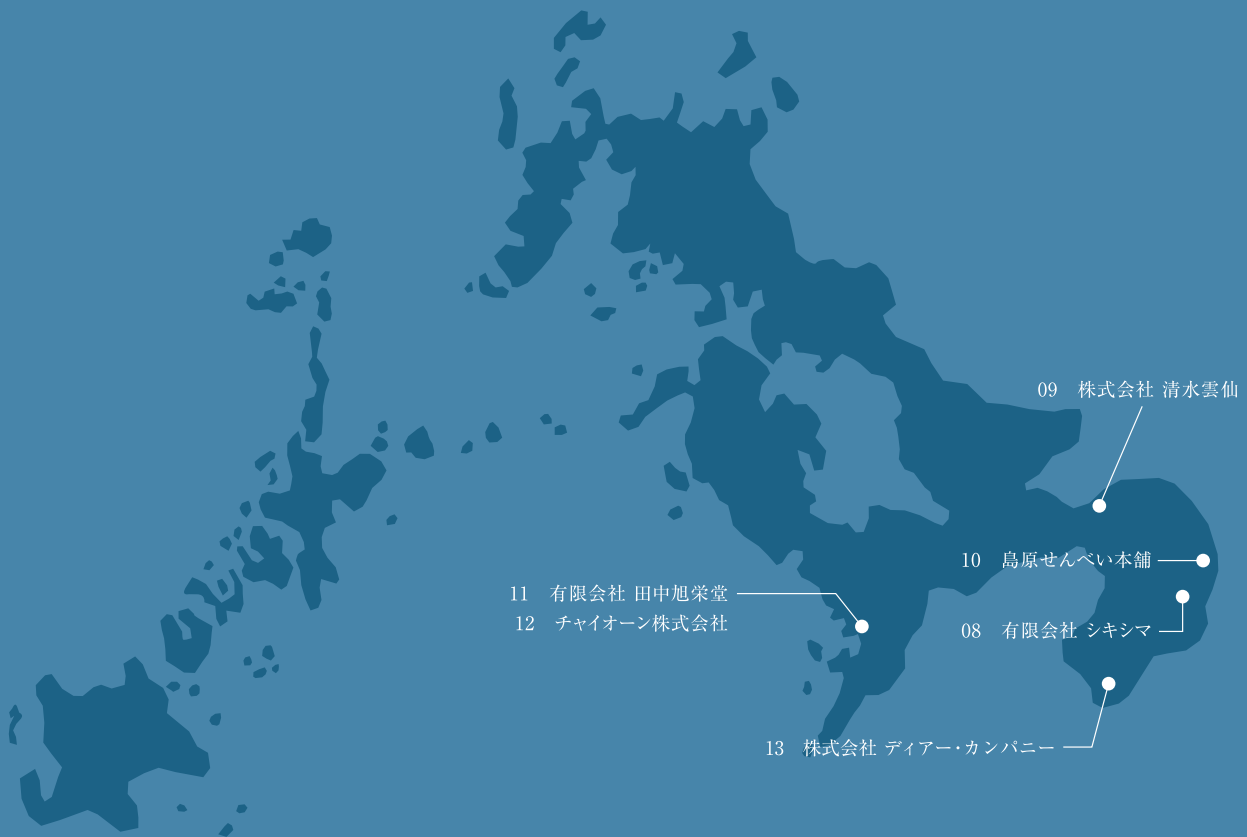 09　株式会社 清水雲仙
10　島原せんべい本舗
11　有限会社 田中旭栄堂
12　チャイオーン株式会社
08　有限会社 シキシマ
13　株式会社 ディアー・カンパニー